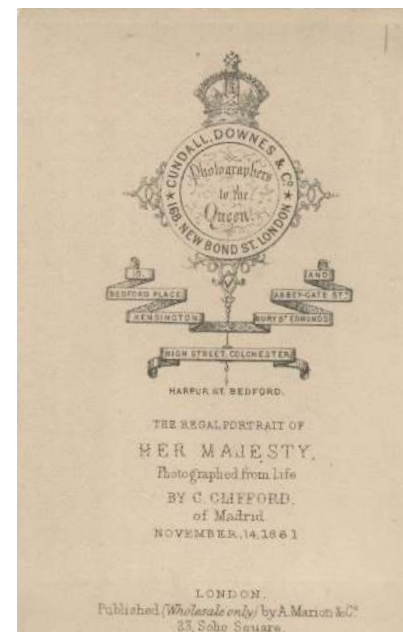 CUNDALL, DOWNES & Co.
★ 168, NEW BOND ST. LONDON ★
Photographers
to the
Queen.
10,
BEDFORD PLACE
KENSINGTON
AND
ABBEY-GATE ST.
BURY ST. EDMUNDS
HIGH STREET, COLCHESTER
HARPUR ST. BEDFORD.
THE REGAL PORTRAIT OF
HER MAJESTY,
Photographed from Life
BY C. CLIFFORD,
of Madrid.
NOVEMBER, 14, 1861
LONDON.
Published (Wholesale only) by A. Marion & Co.
23, Soho Square